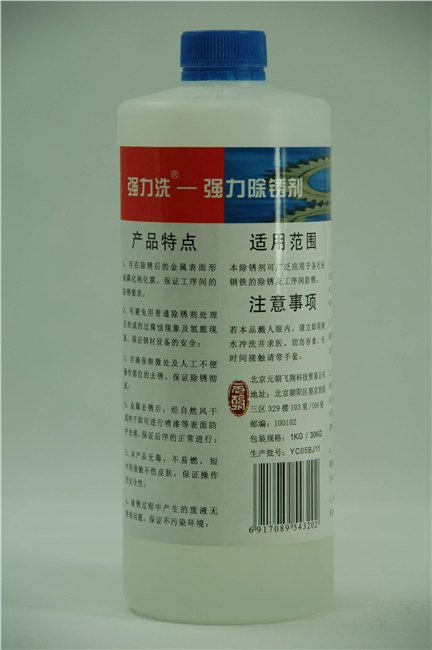 强力洗® — 强力除锈剂
产品特点
1、可在除锈后的金属表面形
成磷化钝化膜，保证工序间的
防锈要求；
2、可避免用普通除锈剂处理
后形成的过腐蚀现象及氢脆现
象，保证钢材设备的安全；
3、可确保细微处及人工不便
操作部位的去锈、保证除锈彻
底；
4、金属去锈后，经自然风干
或烘干即可进行喷漆等表面防
护处理，保证后序的正常进行；
5、本产品无毒，不易燃，短
时间接触不伤皮肤，保证操作
的安全性；
6、除锈过程中产生的废液无
排放问题，保证不污染环境；
适用范围
本除锈剂可广泛应用于各行业
钢铁的除锈及工序间防锈。
注意事项
若本品溅人眼内，请立即用清
水冲洗并求医，切勿吞食，长
时间接触请带手套。
元朝
北京元朝飞翔科技贸易公司
地址：北京朝阳区望京西园
三区 329 楼 103 室 / 104 室
邮编：100102
包装规格：1KG / 30KG
生产批号：YC05BJ11
6 917089 543202